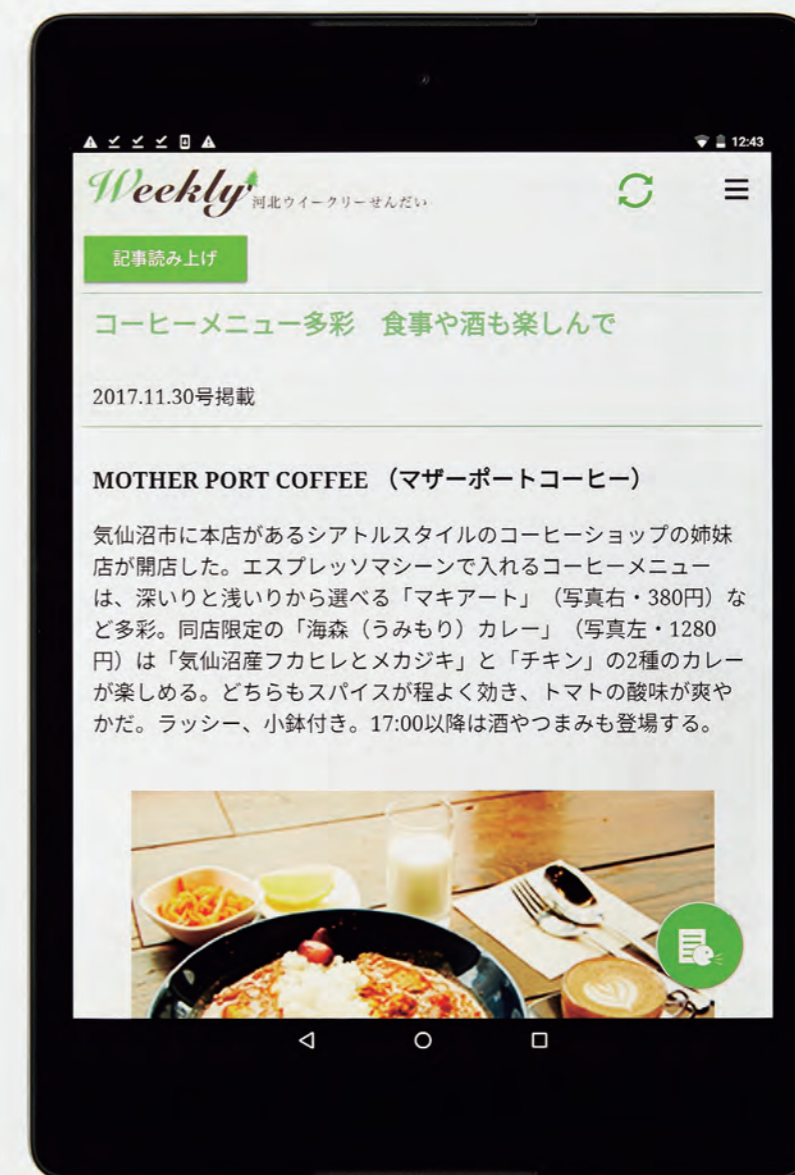 12:43
Weekly 河北ウイークリーせんだい
記事読み上げ
コーヒーメニュー多彩　食事や酒も楽しんで
2017.11.30号掲載
MOTHER PORT COFFEE （マザーポートコーヒー）
気仙沼市に本店があるシアトルスタイルのコーヒーショップの姉妹
店が開店した。エスプレッソマシーンで入れるコーヒーメニュー
は、深いりと浅いりから選べる「マキアート」（写真右・380円）な
ど多彩。同店限定の「海森（うみもり）カレー」（写真左・1280
円）は「気仙沼産フカヒレとメカジキ」と「チキン」の2種のカレー
が楽しめる。どちらもスパイスが程よく効き、トマトの酸味が爽や
かだ。ラッシー、小鉢付き。17:00以降は酒やつまみも登場する。